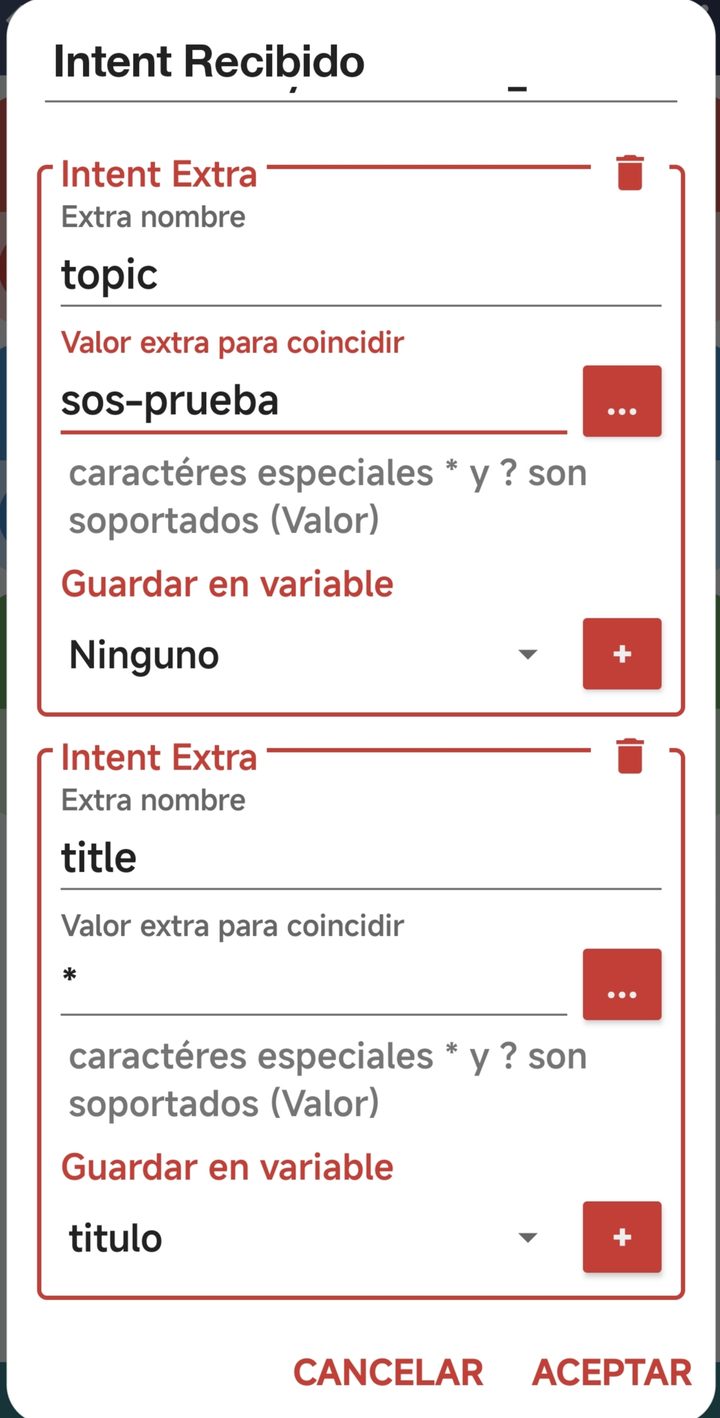 Intent Recibido
Intent Extra
Extra nombre
topic
Valor extra para coincidir
sos-prueba
...
caractéres especiales * y ? son
soportados (Valor)
Guardar en variable
Ninguno
+
Intent Extra
Extra nombre
title
Valor extra para coincidir
*
...
caractéres especiales * y ? son
soportados (Valor)
Guardar en variable
titulo
+
CANCELAR
ACEPTAR